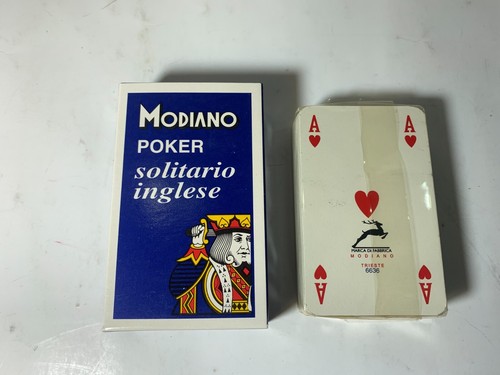 MODIANO
POKER
solitario
inglese
A
A
MARCA DI FABBRICA
MODIANO
TRIESTE
6636
A
A